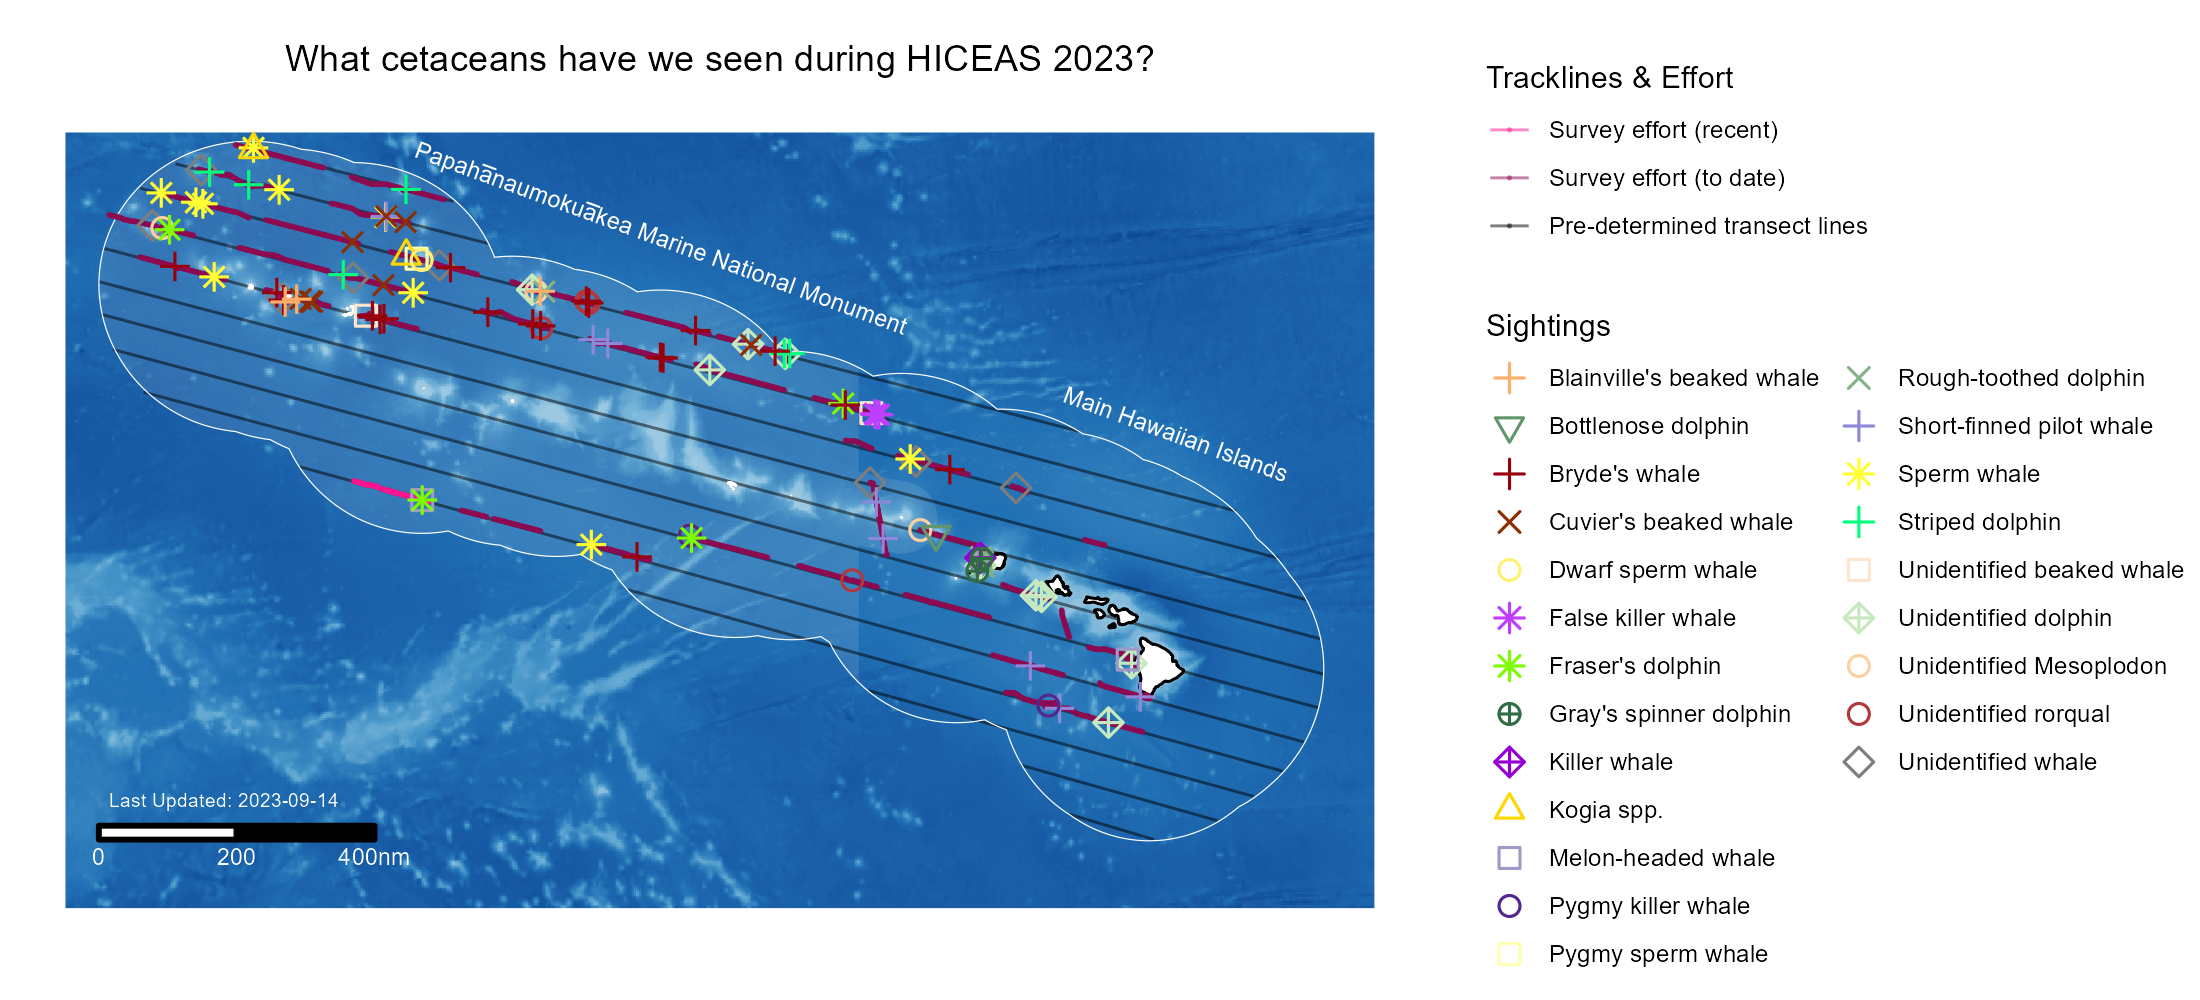 What cetaceans have we seen during HICEAS 2023?
Papahānaumokuākea Marine National Monument
Main Hawaiian Islands
Last Updated: 2023-09-14
0 200 400nm
Tracklines & Effort
Survey effort (recent)
Survey effort (to date)
Pre-determined transect lines
Sightings
Blainville's beaked whale
Bottlenose dolphin
Bryde's whale
Cuvier's beaked whale
Dwarf sperm whale
False killer whale
Fraser's dolphin
Gray's spinner dolphin
Killer whale
Kogia spp.
Melon-headed whale
Pygmy killer whale
Pygmy sperm whale
Rough-toothed dolphin
Short-finned pilot whale
Sperm whale
Striped dolphin
Unidentified beaked whale
Unidentified dolphin
Unidentified Mesoplodon
Unidentified rorqual
Unidentified whale